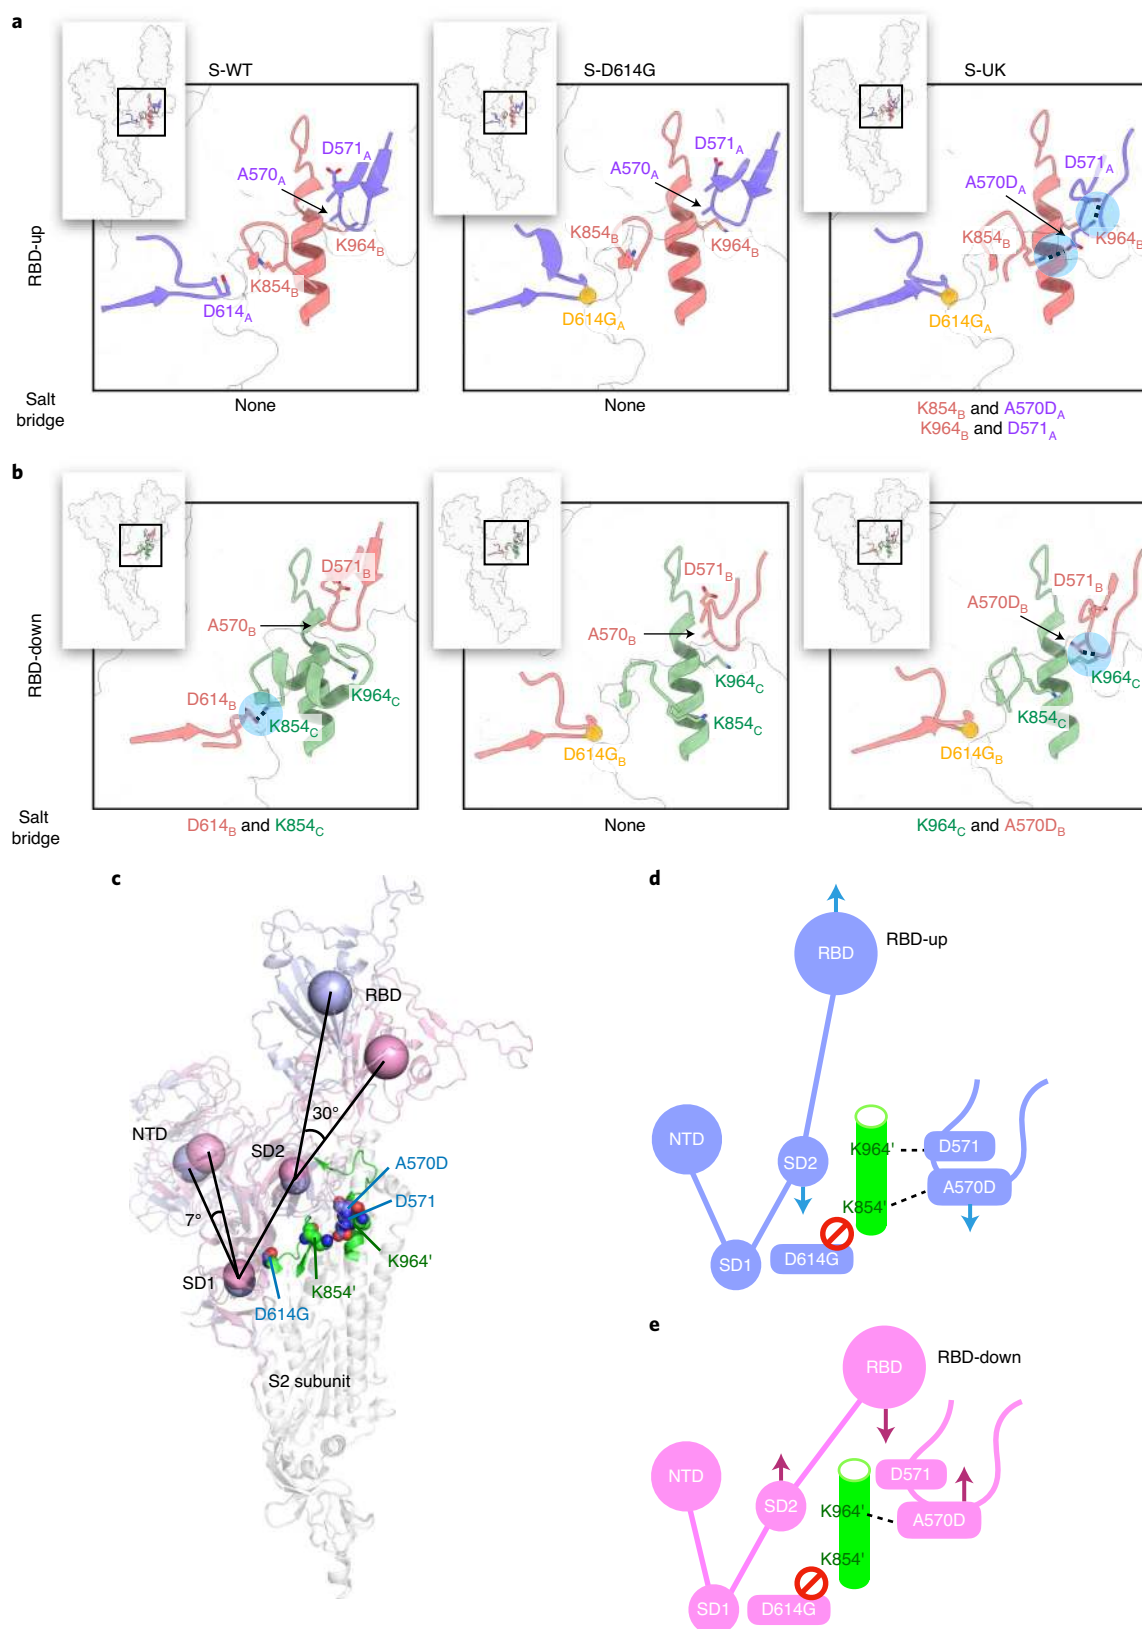 a
S-WT
S-D614G
S-UK
RBD-up
D571A
A570A
K964B
K854B
D614A
D571A
A570A
K854B
K964B
D614GA
D571A
A570DA
K854B
K964B
D614GA
Salt
bridge
None
None
K854B and A570DA
K964B and D571A
b
RBD-down
D571B
A570B
K964C
D614B
K854C
D571B
A570B
K964C
K854C
D614GB
D571B
A570DB
K964C
K854C
D614GB
Salt
bridge
D614B and K854C
None
K964C and A570DB
c
RBD
30°
NTD
SD2
A570D
D571
7°
K964'
SD1
K854'
D614G
S2 subunit
d
RBD
RBD-up
NTD
K964'
D571
SD2
A570D
K854'
SD1
D614G
e
RBD
RBD-down
NTD
D571
SD2
K964'
A570D
K854'
SD1
D614G